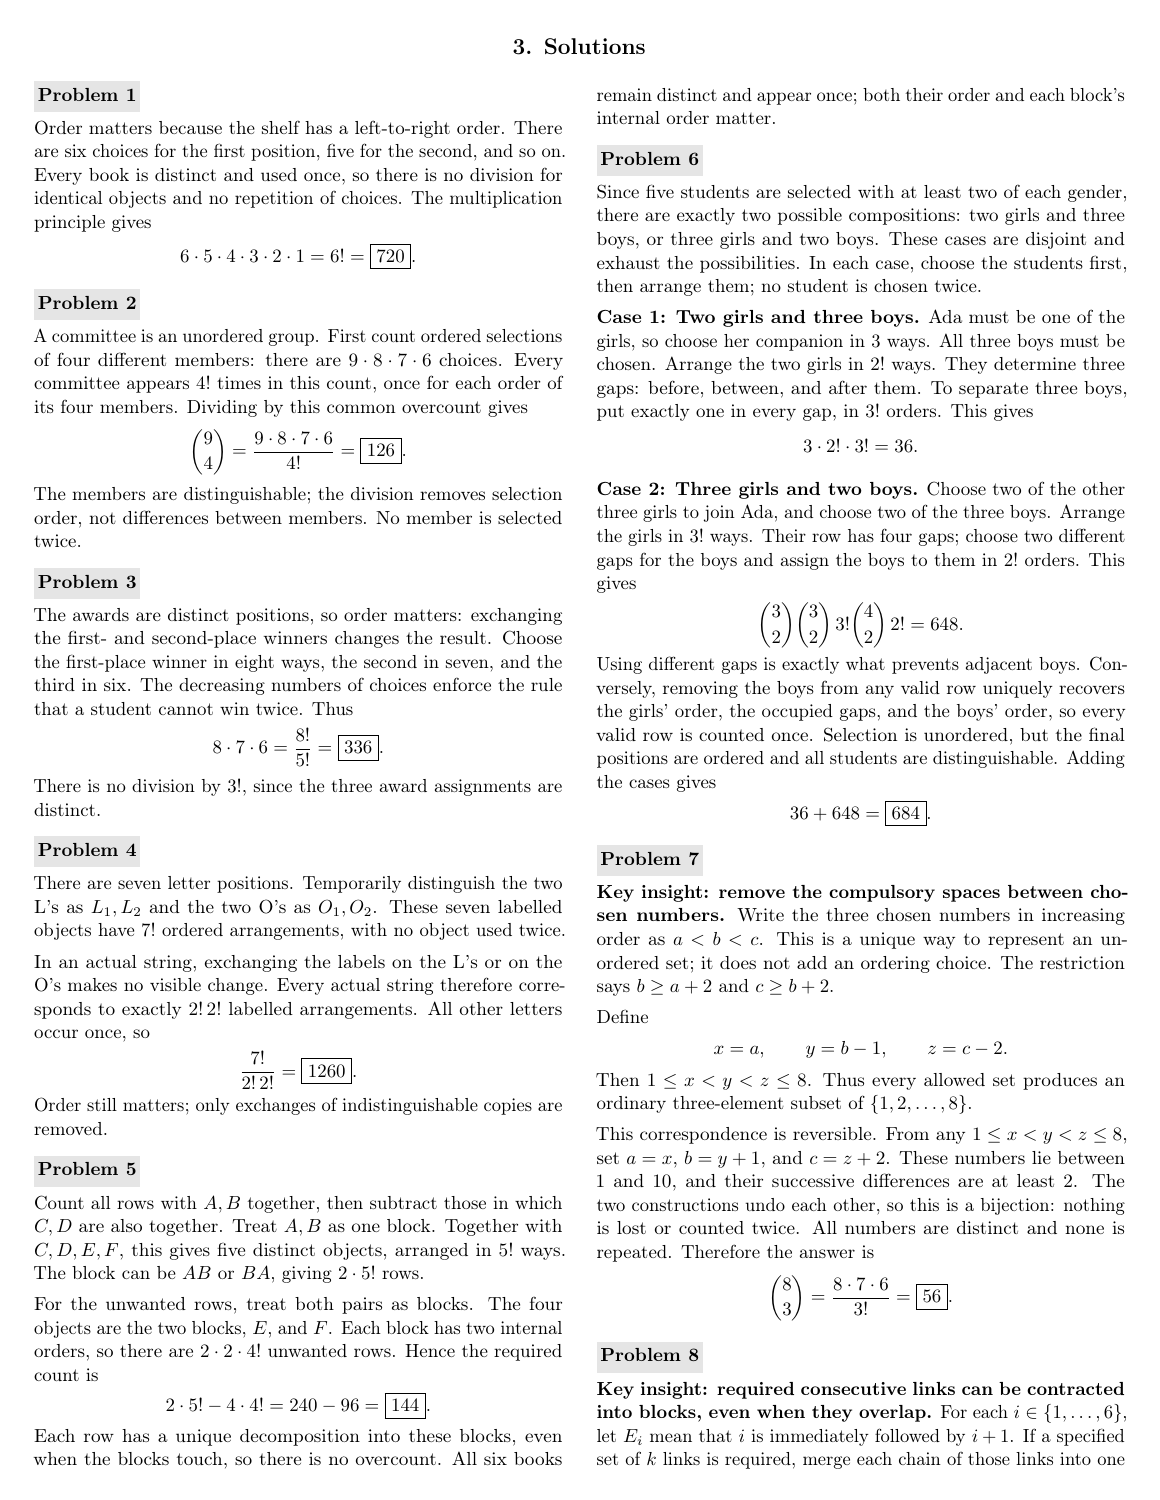 3. Solutions
Problem 1
Order matters because the shelf has a left-to-right order. There
are six choices for the first position, five for the second, and so on.
Every book is distinct and used once, so there is no division for
identical objects and no repetition of choices. The multiplication
principle gives
6 · 5 · 4 · 3 · 2 · 1 = 6! = 720.
Problem 2
A committee is an unordered group. First count ordered selections
of four different members: there are 9 · 8 · 7 · 6 choices. Every
committee appears 4! times in this count, once for each order of
its four members. Dividing by this common overcount gives
\binom{9}{4} = \frac{9 · 8 · 7 · 6}{4!} = 126.
The members are distinguishable; the division removes selection
order, not differences between members. No member is selected
twice.
Problem 3
The awards are distinct positions, so order matters: exchanging
the first- and second-place winners changes the result. Choose
the first-place winner in eight ways, the second in seven, and the
third in six. The decreasing numbers of choices enforce the rule
that a student cannot win twice. Thus
8 · 7 · 6 = \frac{8!}{5!} = 336.
There is no division by 3!, since the three award assignments are
distinct.
Problem 4
There are seven letter positions. Temporarily distinguish the two
L's as L₁, L₂ and the two O's as O₁, O₂. These seven labelled
objects have 7! ordered arrangements, with no object used twice.
In an actual string, exchanging the labels on the L's or on the
O's makes no visible change. Every actual string therefore corre-
sponds to exactly 2! 2! labelled arrangements. All other letters
occur once, so
\frac{7!}{2! 2!} = 1260.
Order still matters; only exchanges of indistinguishable copies are
removed.
Problem 5
Count all rows with A, B together, then subtract those in which
C, D are also together. Treat A, B as one block. Together with
C, D, E, F, this gives five distinct objects, arranged in 5! ways.
The block can be AB or BA, giving 2 · 5! rows.
For the unwanted rows, treat both pairs as blocks. The four
objects are the two blocks, E, and F. Each block has two internal
orders, so there are 2 · 2 · 4! unwanted rows. Hence the required
count is
2 · 5! − 4 · 4! = 240 − 96 = 144.
Each row has a unique decomposition into these blocks, even
when the blocks touch, so there is no overcount. All six books
remain distinct and appear once; both their order and each block's
internal order matter.
Problem 6
Since five students are selected with at least two of each gender,
there are exactly two possible compositions: two girls and three
boys, or three girls and two boys. These cases are disjoint and
exhaust the possibilities. In each case, choose the students first,
then arrange them; no student is chosen twice.
Case 1: Two girls and three boys. Ada must be one of the
girls, so choose her companion in 3 ways. All three boys must be
chosen. Arrange the two girls in 2! ways. They determine three
gaps: before, between, and after them. To separate three boys,
put exactly one in every gap, in 3! orders. This gives
3 · 2! · 3! = 36.
Case 2: Three girls and two boys. Choose two of the other
three girls to join Ada, and choose two of the three boys. Arrange
the girls in 3! ways. Their row has four gaps; choose two different
gaps for the boys and assign the boys to them in 2! orders. This
gives
\binom{3}{2}\binom{3}{2} 3! \binom{4}{2} 2! = 648.
Using different gaps is exactly what prevents adjacent boys. Con-
versely, removing the boys from any valid row uniquely recovers
the girls' order, the occupied gaps, and the boys' order, so every
valid row is counted once. Selection is unordered, but the final
positions are ordered and all students are distinguishable. Adding
the cases gives
36 + 648 = 684.
Problem 7
Key insight: remove the compulsory spaces between cho-
sen numbers. Write the three chosen numbers in increasing
order as a < b < c. This is a unique way to represent an un-
ordered set; it does not add an ordering choice. The restriction
says b ≥ a + 2 and c ≥ b + 2.
Define
x = a, y = b − 1, z = c − 2.
Then 1 ≤ x < y < z ≤ 8. Thus every allowed set produces an
ordinary three-element subset of {1, 2, . . . , 8}.
This correspondence is reversible. From any 1 ≤ x < y < z ≤ 8,
set a = x, b = y + 1, and c = z + 2. These numbers lie between
1 and 10, and their successive differences are at least 2. The
two constructions undo each other, so this is a bijection: nothing
is lost or counted twice. All numbers are distinct and none is
repeated. Therefore the answer is
\binom{8}{3} = \frac{8 · 7 · 6}{3!} = 56.
Problem 8
Key insight: required consecutive links can be contracted
into blocks, even when they overlap. For each i ∈ {1, . . . , 6},
let Eᵢ mean that i is immediately followed by i + 1. If a specified
set of k links is required, merge each chain of those links into one